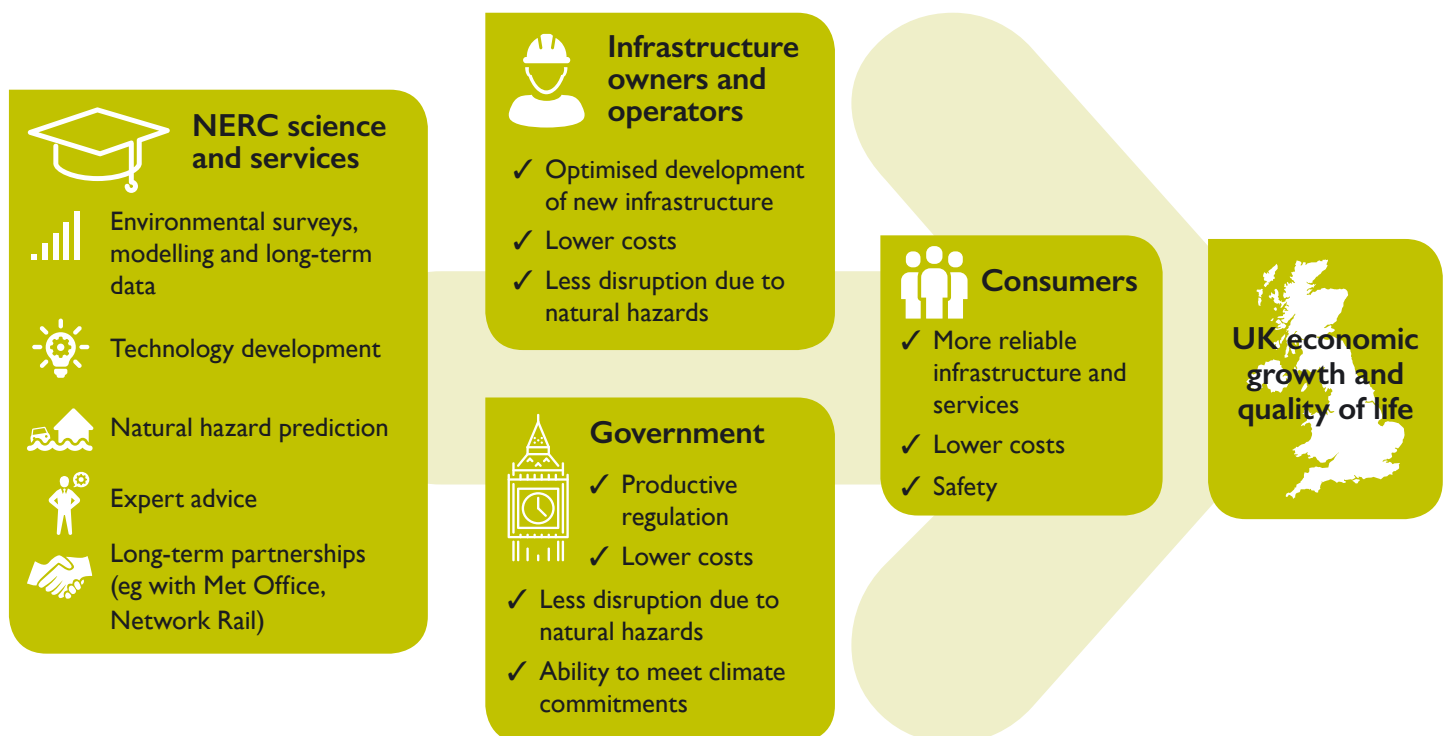 NERC science
and services
Environmental surveys,
modelling and long-term
data
Technology development
Natural hazard prediction
Expert advice
Long-term partnerships
(eg with Met Office,
Network Rail)
Infrastructure
owners and
operators
✓ Optimised development
of new infrastructure
✓ Lower costs
✓ Less disruption due to
natural hazards
Government
✓ Productive
regulation
✓ Lower costs
✓ Less disruption due to
natural hazards
✓ Ability to meet climate
commitments
Consumers
✓ More reliable
infrastructure and
services
✓ Lower costs
✓ Safety
UK economic
growth and
quality of life